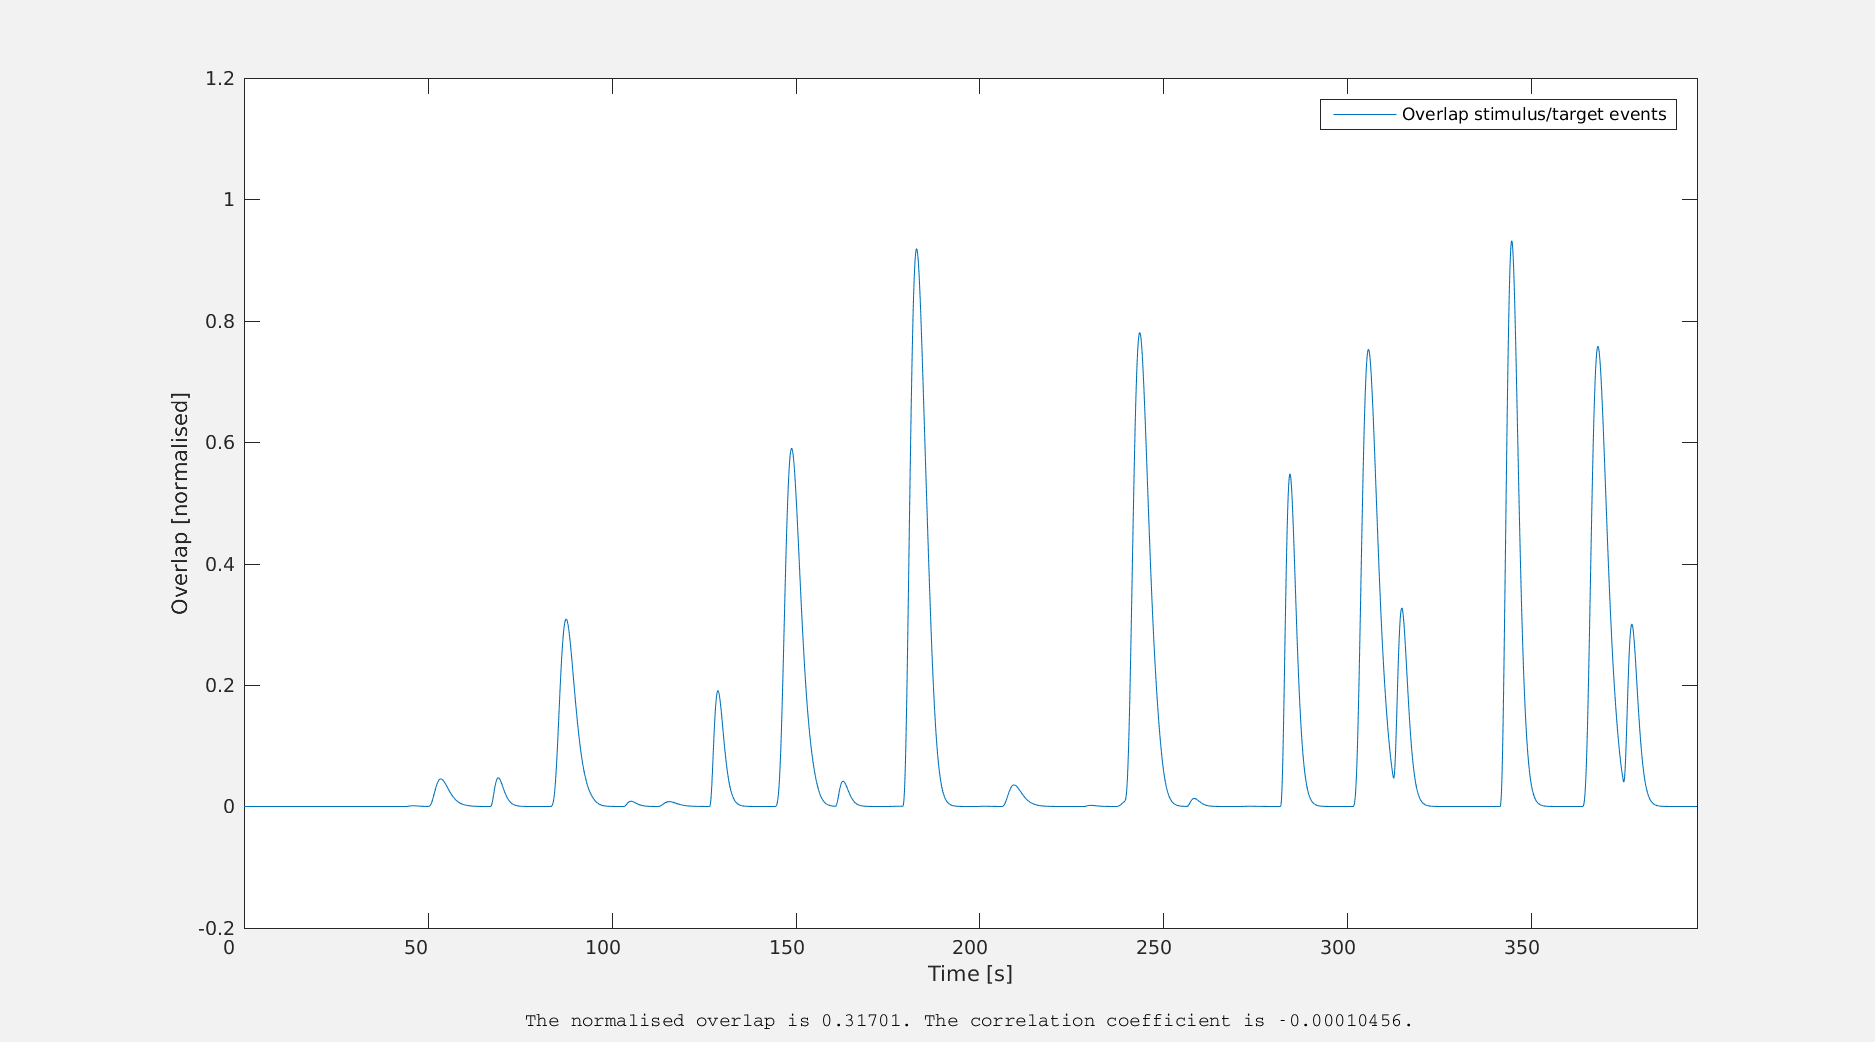 1.2
Overlap stimulus/target events
1
0.8
0.6
0.4
0.2
0
-0.2
Overlap [normalised]
0 50 100 150 200 250 300 350
Time [s]
The normalised overlap is 0.31701. The correlation coefficient is -0.00010456.